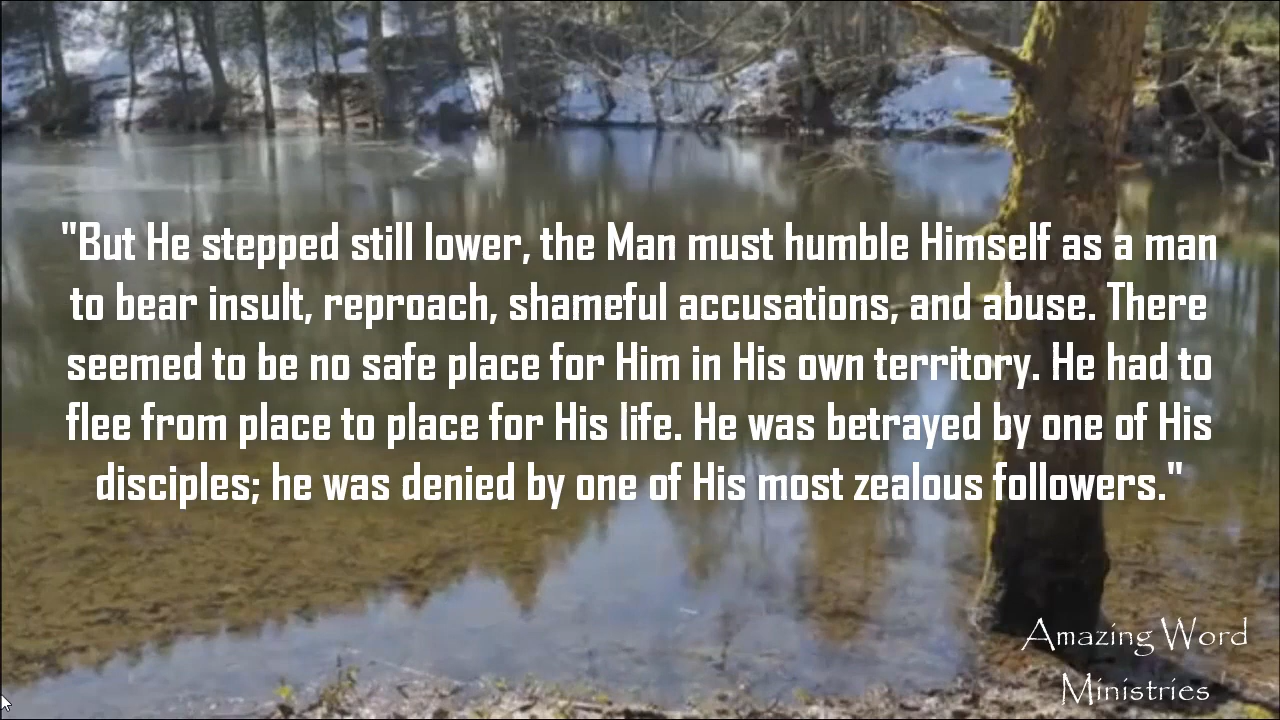 "But He stepped still lower, the Man must humble Himself as a man
to bear insult, reproach, shameful accusations, and abuse. There
seemed to be no safe place for Him in His own territory. He had to
flee from place to place for His life. He was betrayed by one of His
disciples; he was denied by one of His most zealous followers."
Amazing Word
Ministries